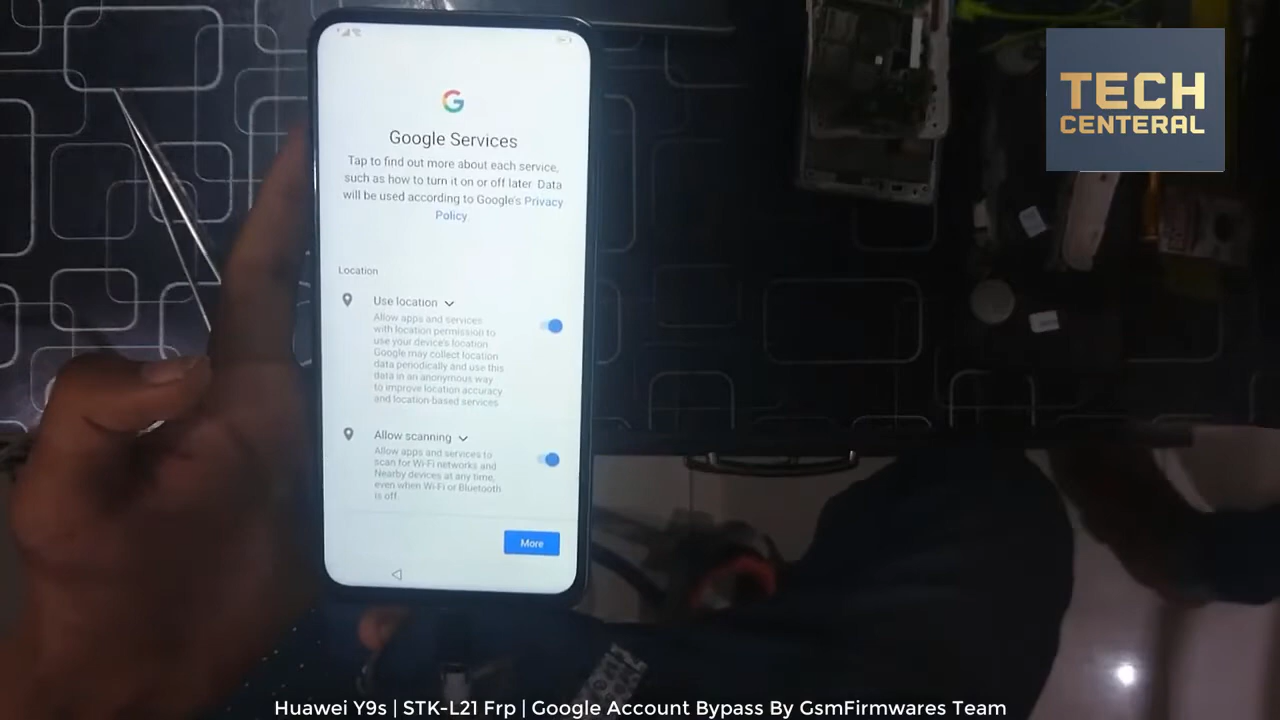 Google Services
Tap to find out more about each service,
such as how to turn it on or off later. Data
will be used according to Google's Privacy
Policy.
Location
Use location
Allow apps and services
with location permission to
use your device's location.
Google may collect location
data periodically and use this
data in an anonymous way
to improve location accuracy
and location-based services.
Allow scanning
Allow apps and services to
scan for Wi-Fi networks and
Nearby devices at any time,
even when Wi-Fi or Bluetooth
is off.
More
TECH
CENTERAL
Huawei Y9s | STK-L21 Frp | Google Account Bypass By GsmFirmwares Team